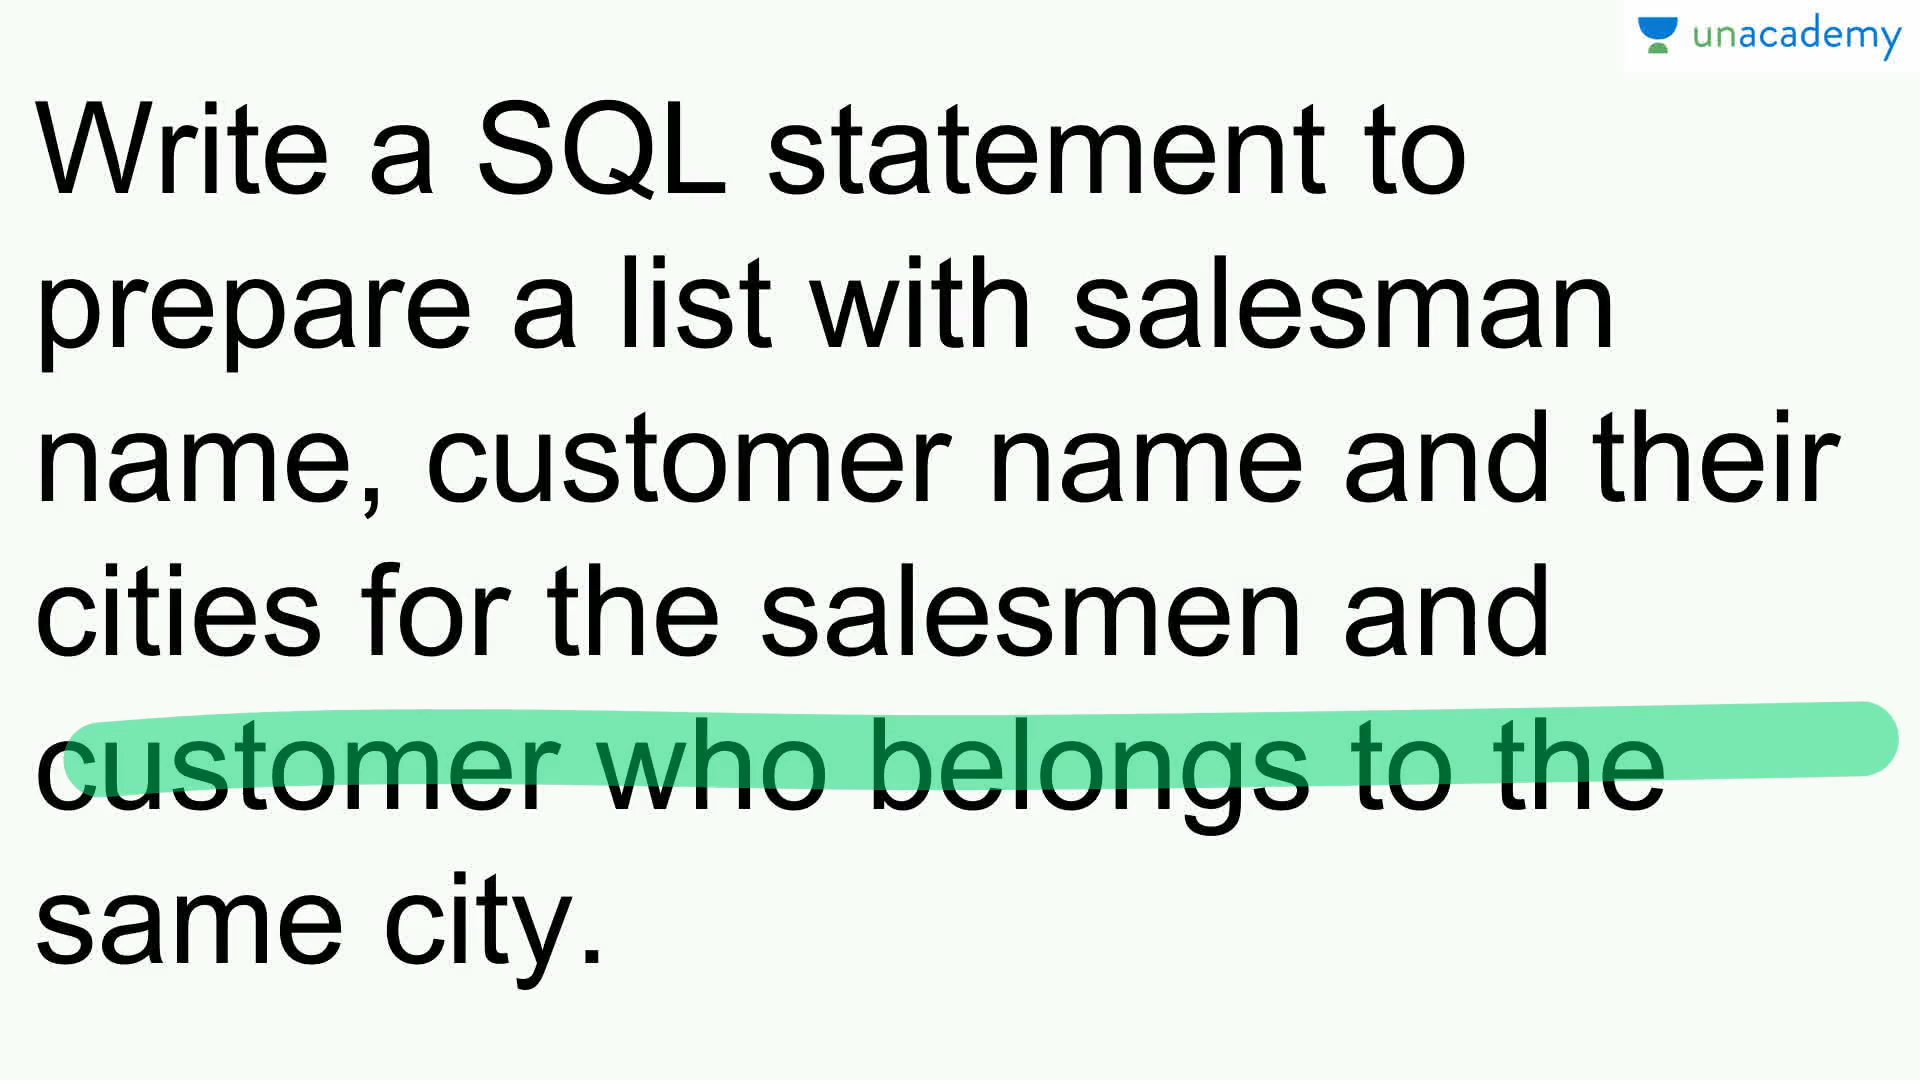 unacademy
Write a SQL statement to
prepare a list with salesman
name, customer name and their
cities for the salesmen and
customer who belongs to the
same city.